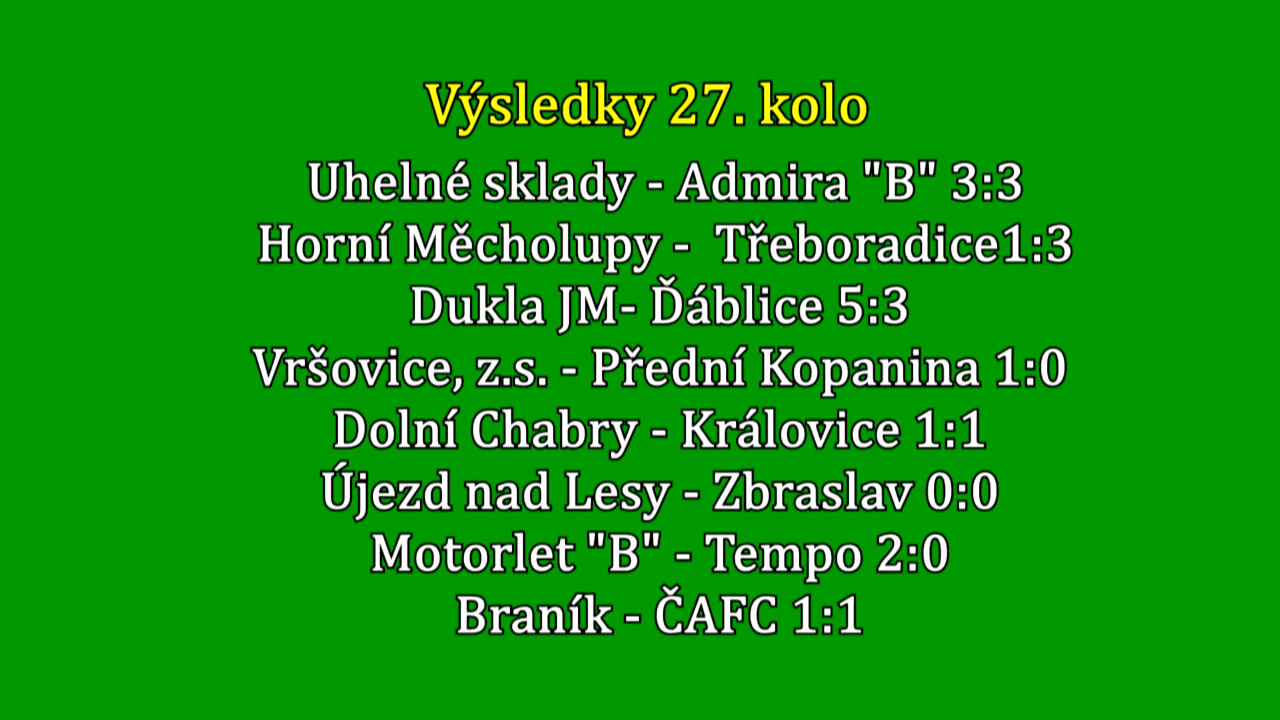 Výsledky 27. kolo
Uhelné sklady - Admira "B" 3:3
Horní Měcholupy -  Třeboradice1:3
Dukla JM- Ďáblice 5:3
Vršovice, z.s. - Přední Kopanina 1:0
Dolní Chabry - Královice 1:1
Újezd nad Lesy - Zbraslav 0:0
Motorlet "B" - Tempo 2:0
Braník - ČAFC 1:1